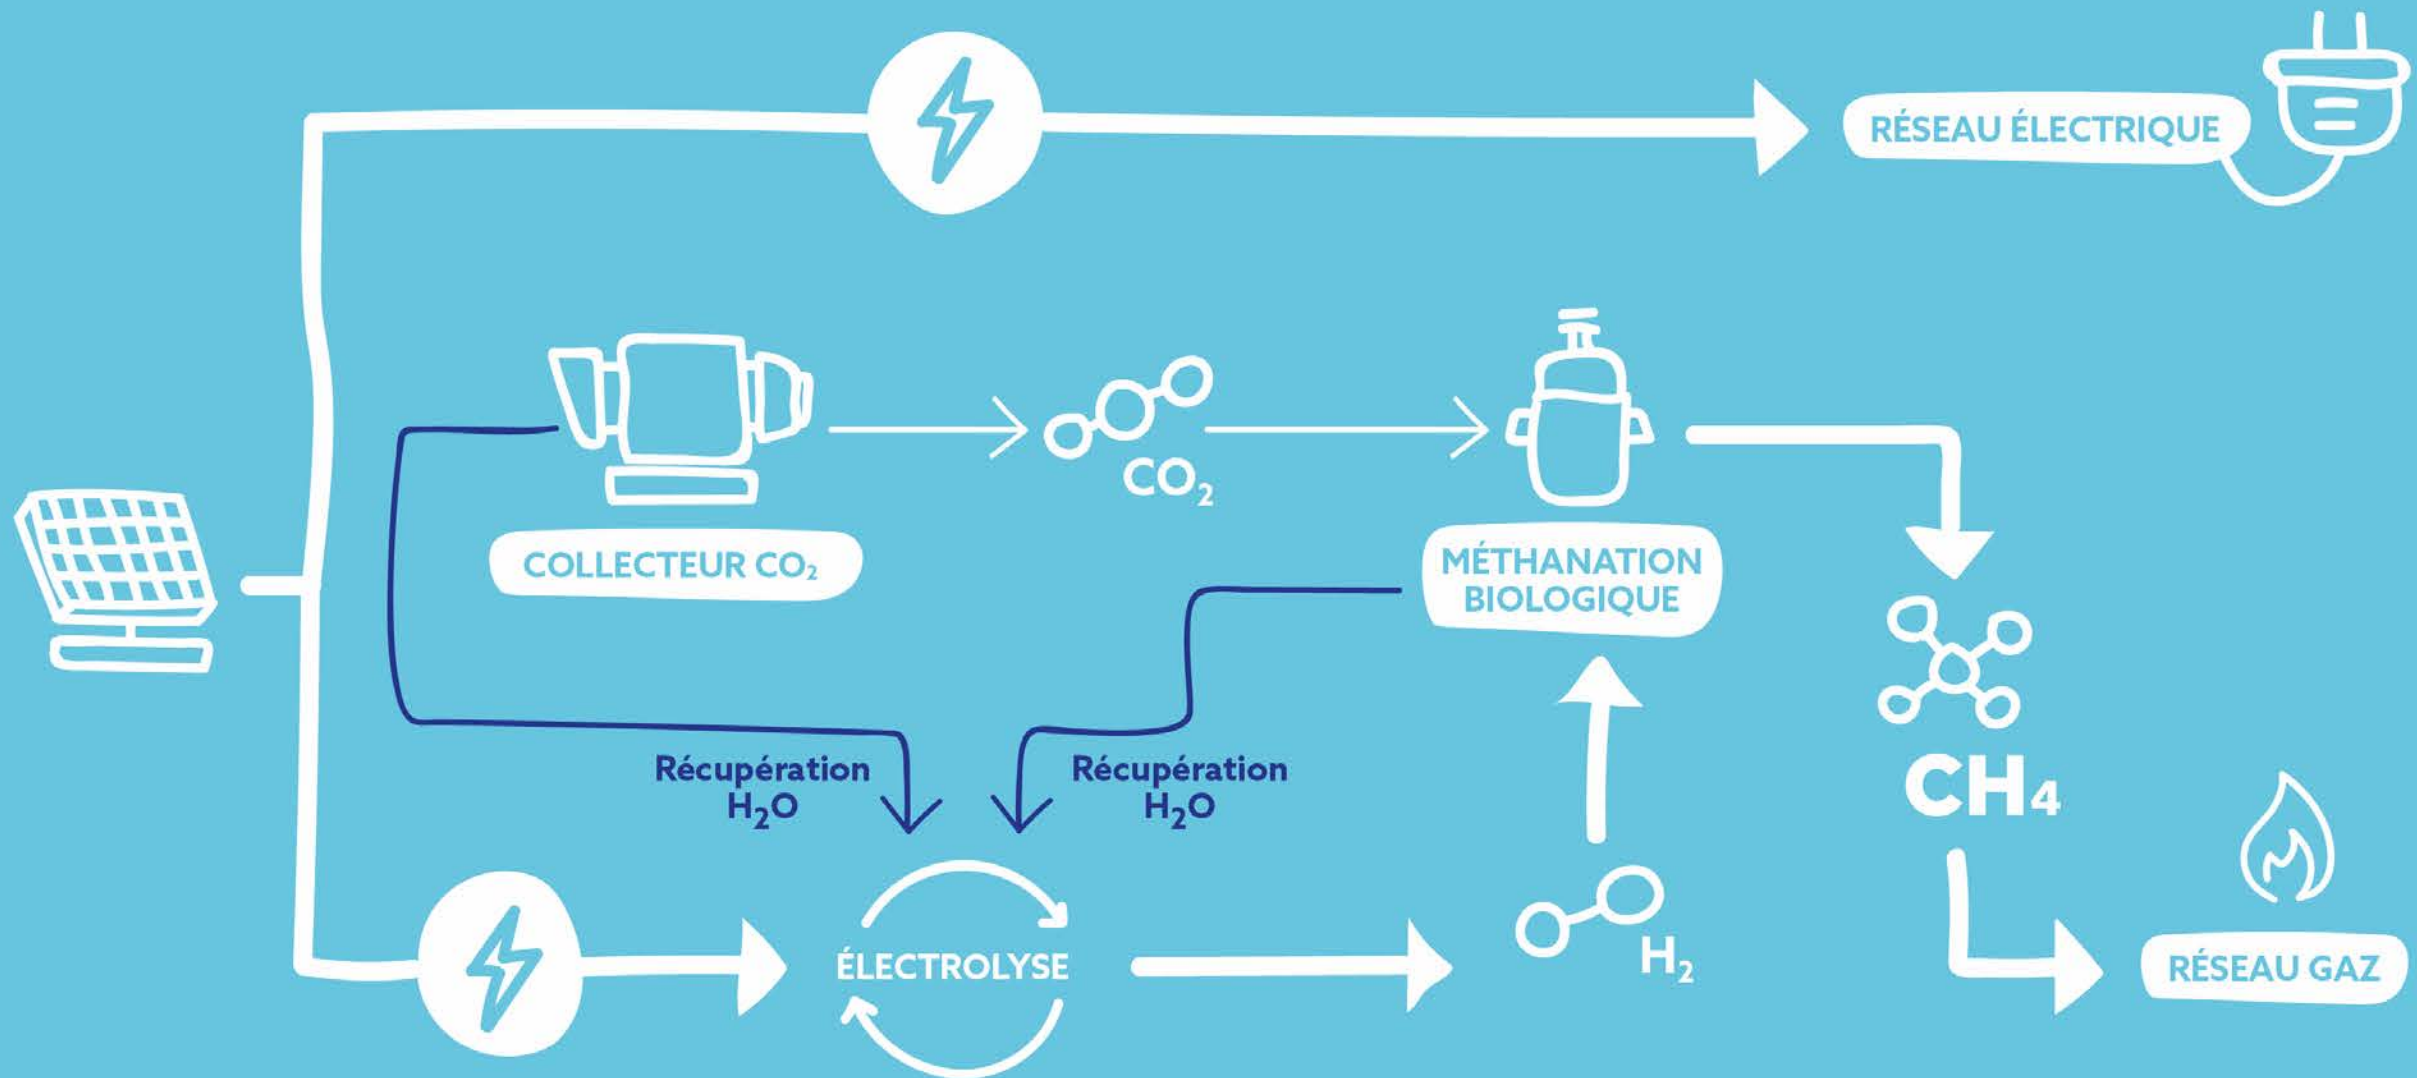 RÉSEAU ÉLECTRIQUE
CO₂
COLLECTEUR CO₂
MÉTHANATION
BIOLOGIQUE
Récupération
H₂O
Récupération
H₂O
CH₄
ÉLECTROLYSE
H₂
RÉSEAU GAZ